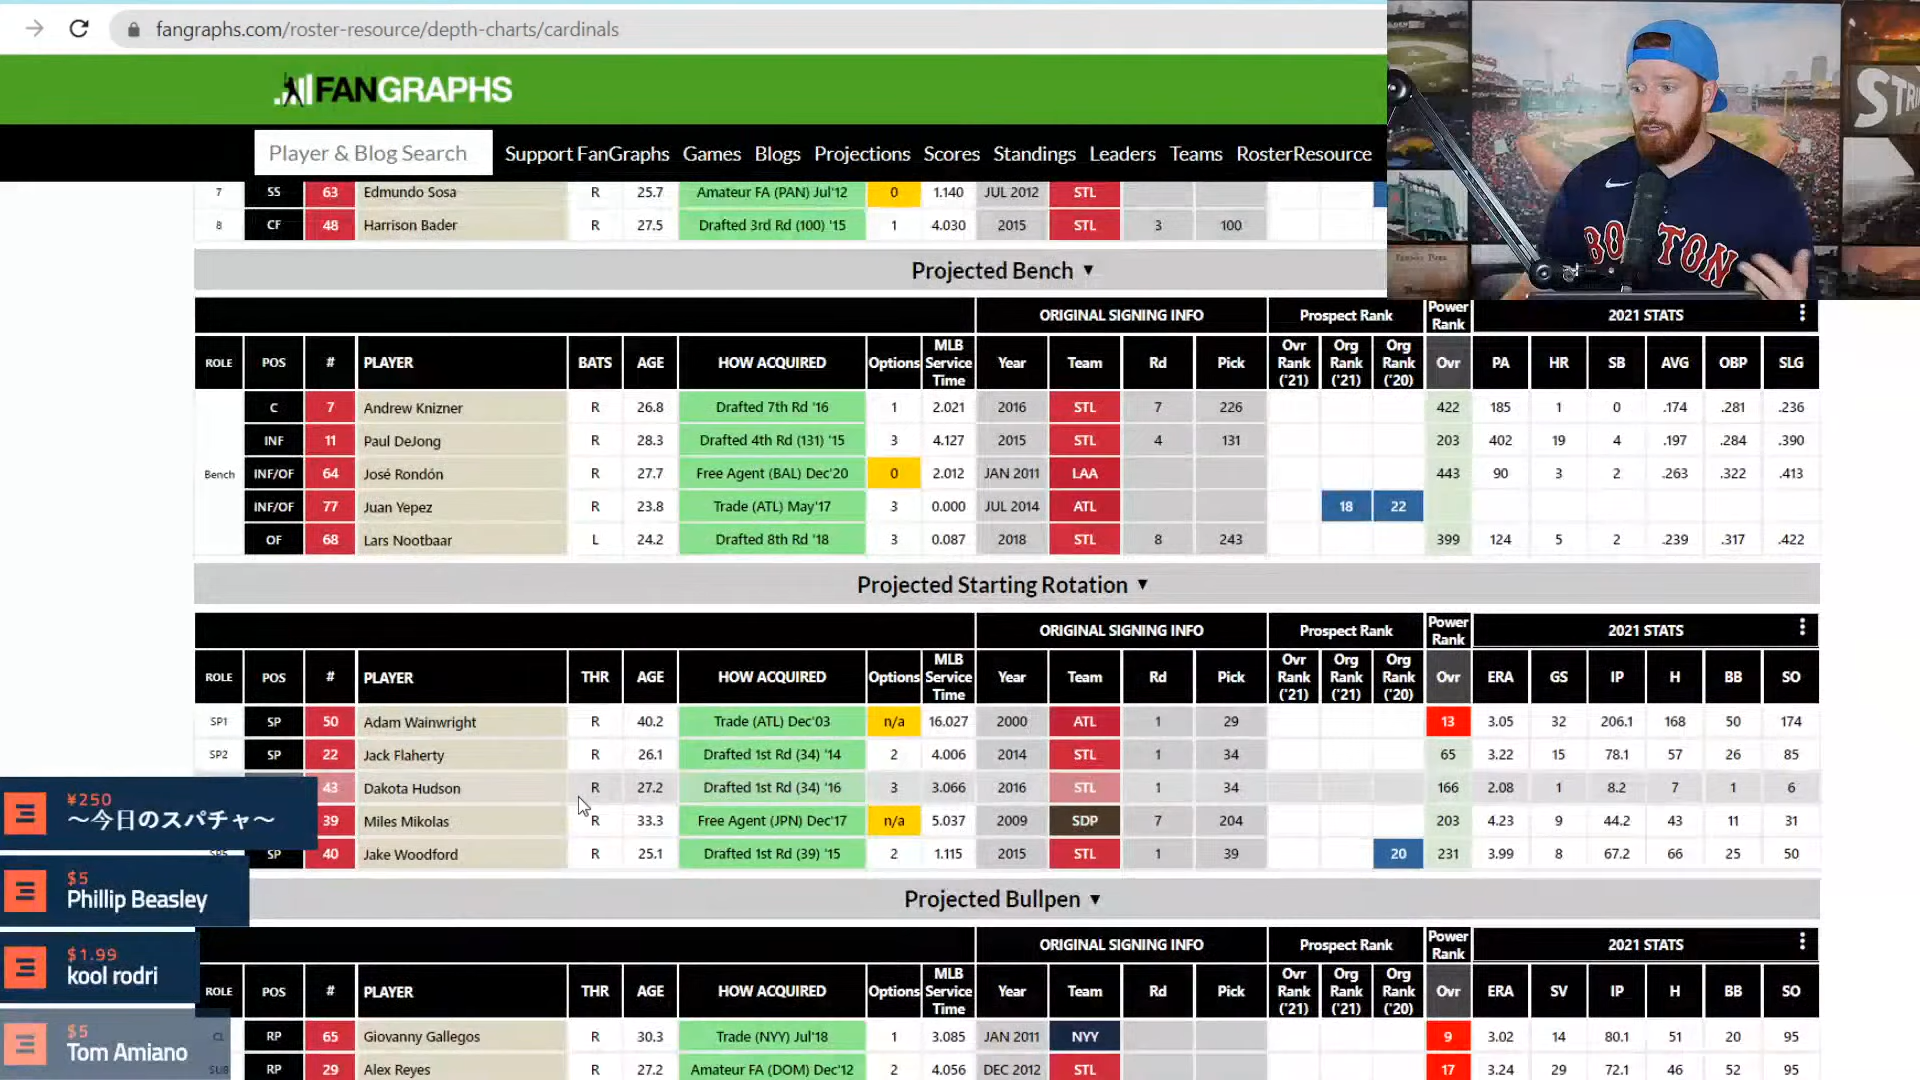 fangraphs.com/roster-resource/depth-charts/cardinals
FANGRAPHS
Player & Blog Search Support FanGraphs Games Blogs Projections Scores Standings Leaders Teams RosterResource
7 SS 63 Edmundo Sosa R 25.7 Amateur FA (PAN) Jul'12 0 1.140 JUL 2012 STL
8 CF 48 Harrison Bader R 27.5 Drafted 3rd Rd (100) '15 1 4.030 2015 STL 3 100
Projected Bench ▼
ORIGINAL SIGNING INFO Prospect Rank Power Rank 2021 STATS
ROLE POS # PLAYER BATS AGE HOW ACQUIRED Options MLB Service Time Year Team Rd Pick Ovr Rank ('21) Org Rank ('21) Org Rank ('20) Ovr PA HR SB AVG OBP SLG
C 7 Andrew Knizner R 26.8 Drafted 7th Rd '16 1 2.021 2016 STL 7 226 422 185 1 0 .174 .281 .236
INF 11 Paul DeJong R 28.3 Drafted 4th Rd (131) '15 3 4.127 2015 STL 4 131 203 402 19 4 .197 .284 .390
Bench INF/OF 64 José Rondón R 27.7 Free Agent (BAL) Dec'20 0 2.012 JAN 2011 LAA 443 90 3 2 .263 .322 .413
INF/OF 77 Juan Yepez R 23.8 Trade (ATL) May'17 3 0.000 JUL 2014 ATL 18 22
OF 68 Lars Nootbaar L 24.2 Drafted 8th Rd '18 3 0.087 2018 STL 8 243 399 124 5 2 .239 .317 .422
Projected Starting Rotation ▼
ORIGINAL SIGNING INFO Prospect Rank Power Rank 2021 STATS
ROLE POS # PLAYER THR AGE HOW ACQUIRED Options MLB Service Time Year Team Rd Pick Ovr Rank ('21) Org Rank ('21) Org Rank ('20) Ovr ERA GS IP H BB SO
SP1 SP 50 Adam Wainwright R 40.2 Trade (ATL) Dec'03 n/a 16.027 2000 ATL 1 29 13 3.05 32 206.1 168 50 174
SP2 SP 22 Jack Flaherty R 26.1 Drafted 1st Rd (34) '14 2 4.006 2014 STL 1 34 65 3.22 15 78.1 57 26 85
43 Dakota Hudson R 27.2 Drafted 1st Rd (34) '16 3 3.066 2016 STL 1 34 166 2.08 1 8.2 7 1 6
39 Miles Mikolas R 33.3 Free Agent (JPN) Dec'17 n/a 5.037 2009 SDP 7 204 203 4.23 9 44.2 43 11 31
SP5 SP 40 Jake Woodford R 25.1 Drafted 1st Rd (39) '15 2 1.115 2015 STL 1 39 20 231 3.99 8 67.2 66 25 50
Projected Bullpen ▼
ORIGINAL SIGNING INFO Prospect Rank Power Rank 2021 STATS
ROLE POS # PLAYER THR AGE HOW ACQUIRED Options MLB Service Time Year Team Rd Pick Ovr Rank ('21) Org Rank ('21) Org Rank ('20) Ovr ERA SV IP H BB SO
CL RP 65 Giovanny Gallegos R 30.3 Trade (NYY) Jul'18 1 3.085 JAN 2011 NYY 9 3.02 14 80.1 51 20 95
SU8 RP 29 Alex Reyes R 27.2 Amateur FA (DOM) Dec'12 2 4.056 DEC 2012 STL 17 3.24 29 72.1 46 52 95
¥250
〜今日のスパチャ〜
$5
Phillip Beasley
$1.99
kool rodri
$5
Tom Amiano
BOSTON